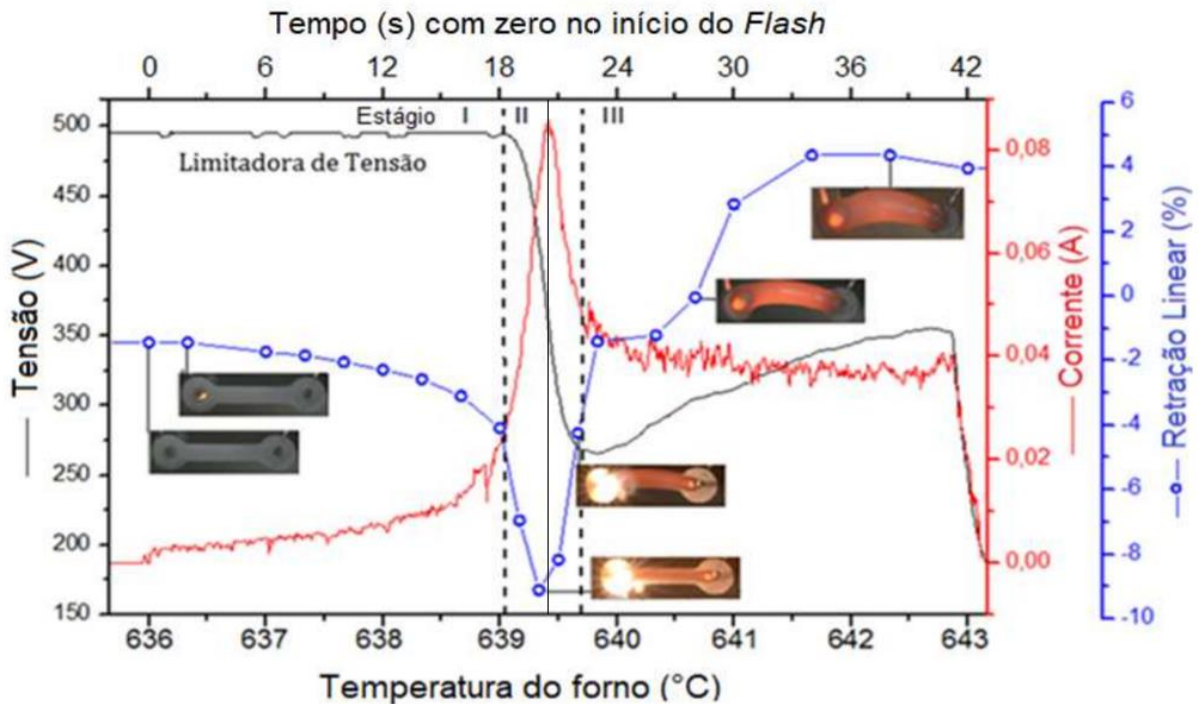 Tempo (s) com zero no início do Flash
0 6 12 18 24 30 36 42
Estágio I II III
Limitadora de Tensão
500
450
400
350
300
250
200
150
Tensão (V)
0,08
0,06
0,04
0,02
0,00
Corrente (A)
6
4
2
0
-2
-4
-6
-8
-10
Retração Linear (%)
636 637 638 639 640 641 642 643
Temperatura do forno (°C)